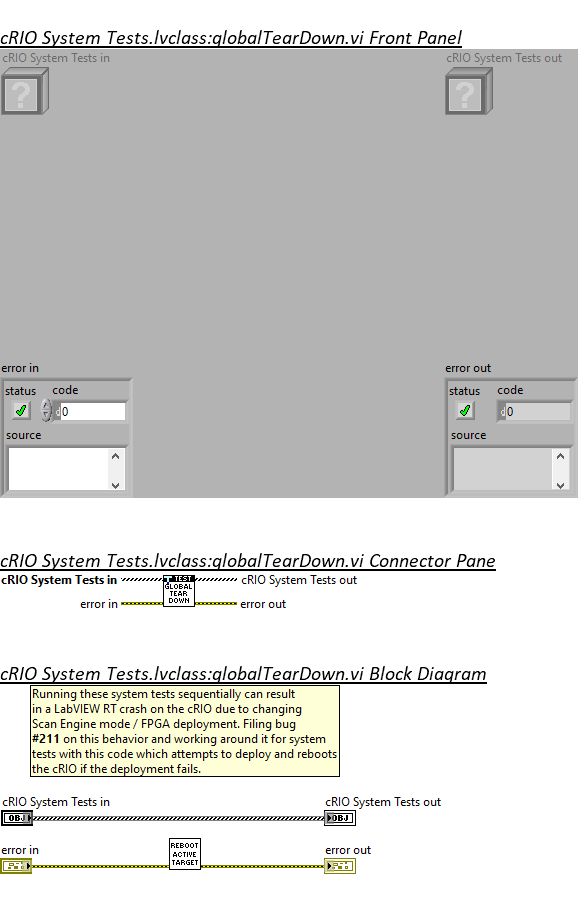 cRIO System Tests.lvclass:globalTearDown.vi Front Panel
cRIO System Tests in
cRIO System Tests out
?
?
error in
error out
status
code
status
code
d
0
d
0
source
source
cRIO System Tests.lvclass:globalTearDown.vi Connector Pane
cRIO System Tests in
TEST
cRIO System Tests out
GLOBAL
TEAR
DOWN
error in
error out
cRIO System Tests.lvclass:globalTearDown.vi Block Diagram
Running these system tests sequentially can result
in a LabVIEW RT crash on the cRIO due to changing
Scan Engine mode / FPGA deployment. Filing bug
#211 on this behavior and working around it for system
tests with this code which attempts to deploy and reboots
the cRIO if the deployment fails.
cRIO System Tests in
cRIO System Tests out
OBJ
OBJ
error in
REBOOT
ACTIVE
TARGET
error out